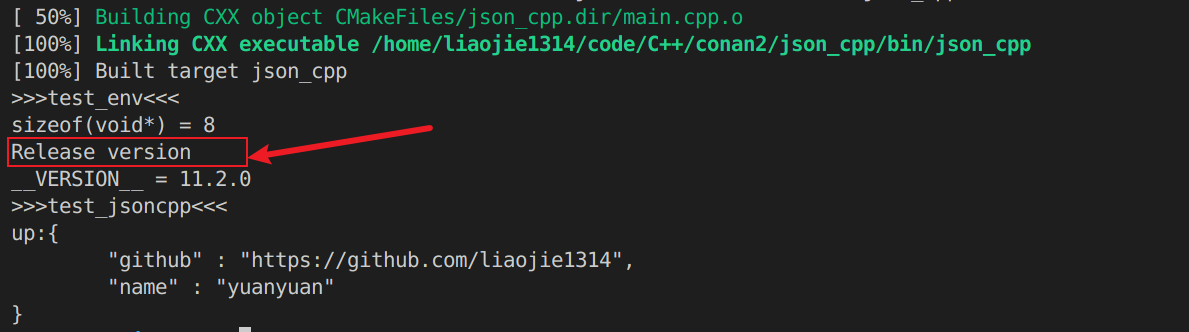 [ 50%] Building CXX object CMakeFiles/json_cpp.dir/main.cpp.o
[100%] Linking CXX executable /home/liaojie1314/code/C++/conan2/json_cpp/bin/json_cpp
[100%] Built target json_cpp
>>>test_env<<<
sizeof(void*) = 8
Release version
__VERSION__ = 11.2.0
>>>test_jsoncpp<<<
up:{
        "github" : "https://github.com/liaojie1314",
        "name" : "yuanyuan"
}